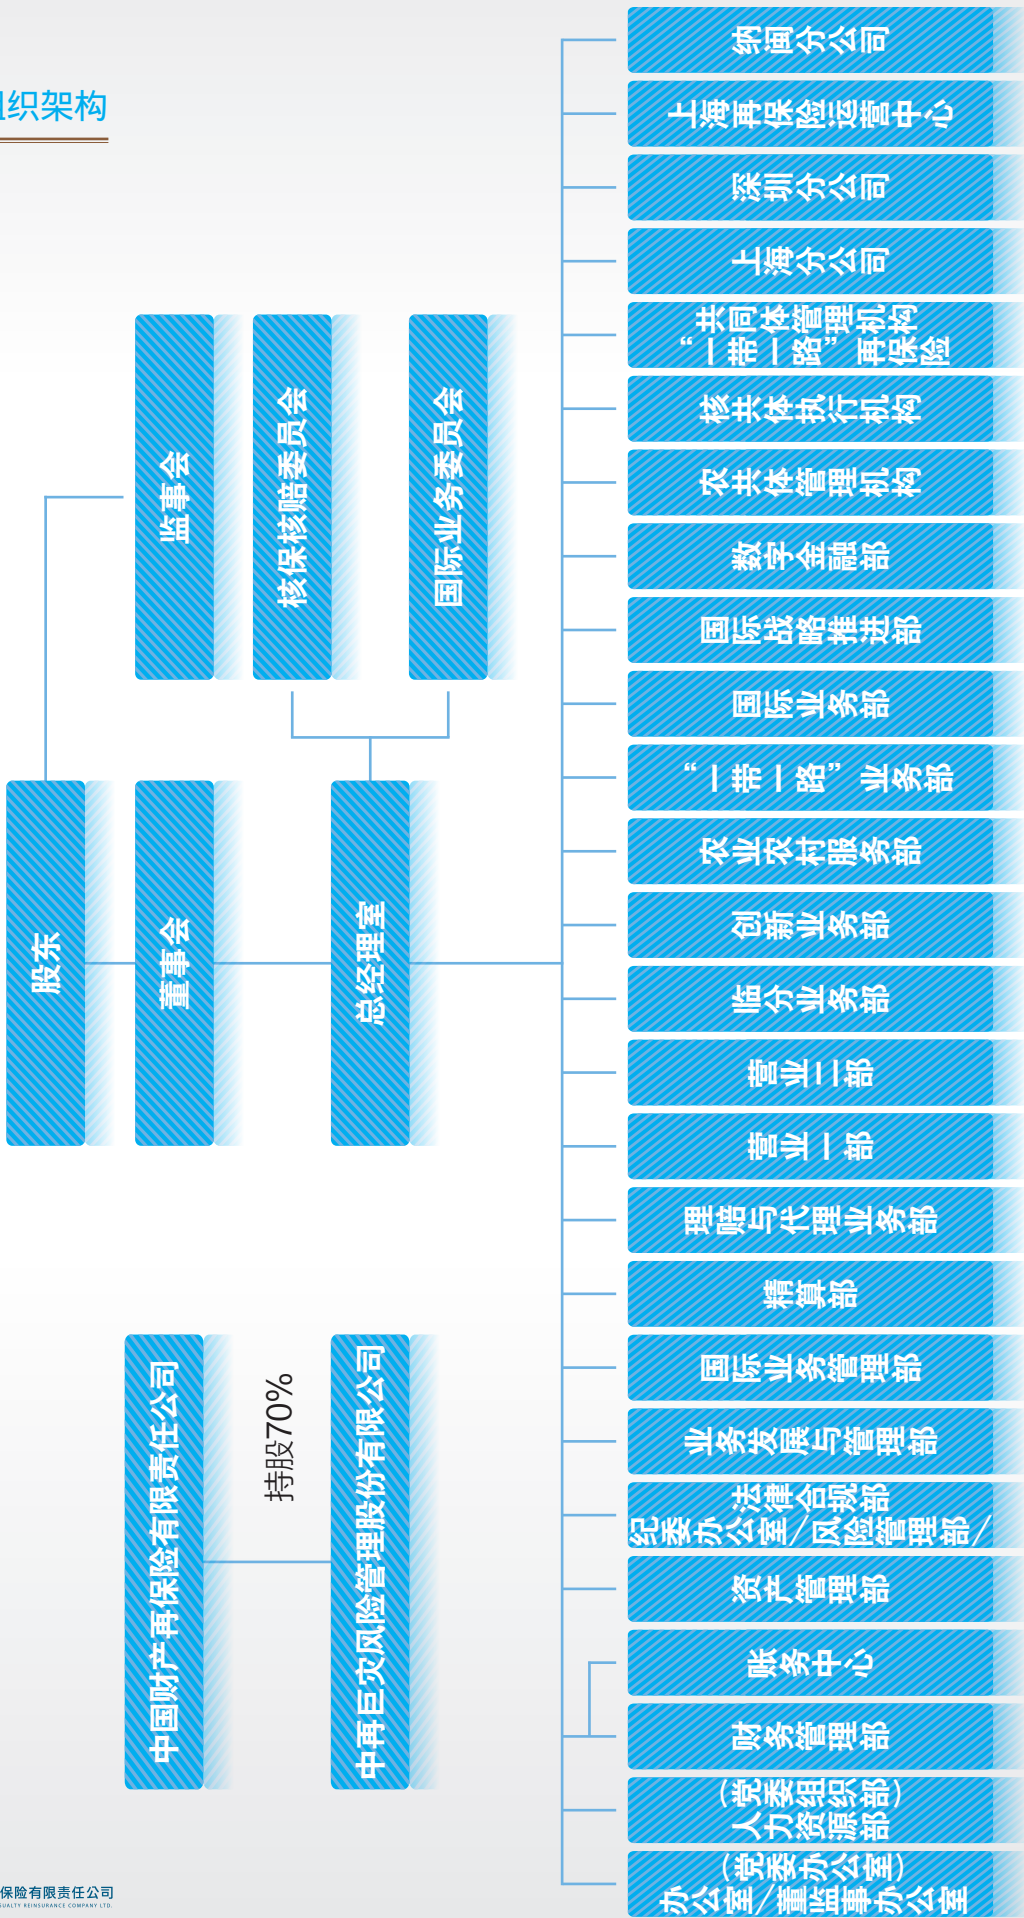 组织架构
股东
监事会
董事会
核保核赔委员会
国际业务委员会
总经理室
中国财产再保险有限责任公司
持股70%
中再巨灾风险管理股份有限公司
纳闽分公司
上海再保险运营中心
深圳分公司
上海分公司
“一带一路”再保险
共同体管理机构
核共体执行机构
农共体管理机构
数字金融部
国际战略推进部
国际业务部
“一带一路”业务部
农业农村服务部
创新业务部
临分业务部
营业二部
营业一部
理赔与代理业务部
精算部
国际业务管理部
业务发展与管理部
纪委办公室/风险管理部/
法律合规部
资产管理部
账务中心
财务管理部
人力资源部
（党委组织部）
办公室/董监事办公室
（党委办公室）
保险有限责任公司
SUALTY REINSURANCE COMPANY LTD.